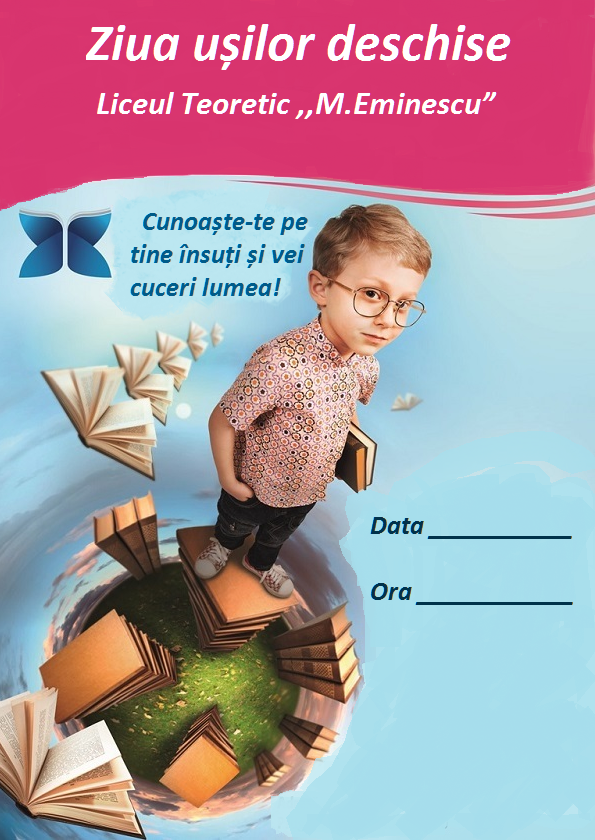 Ziua ușilor deschise
Liceul Teoretic ,,M.Eminescu”
Cunoaște-te pe
tine însuți și vei
cuceri lumea!
Data ___________
Ora ____________